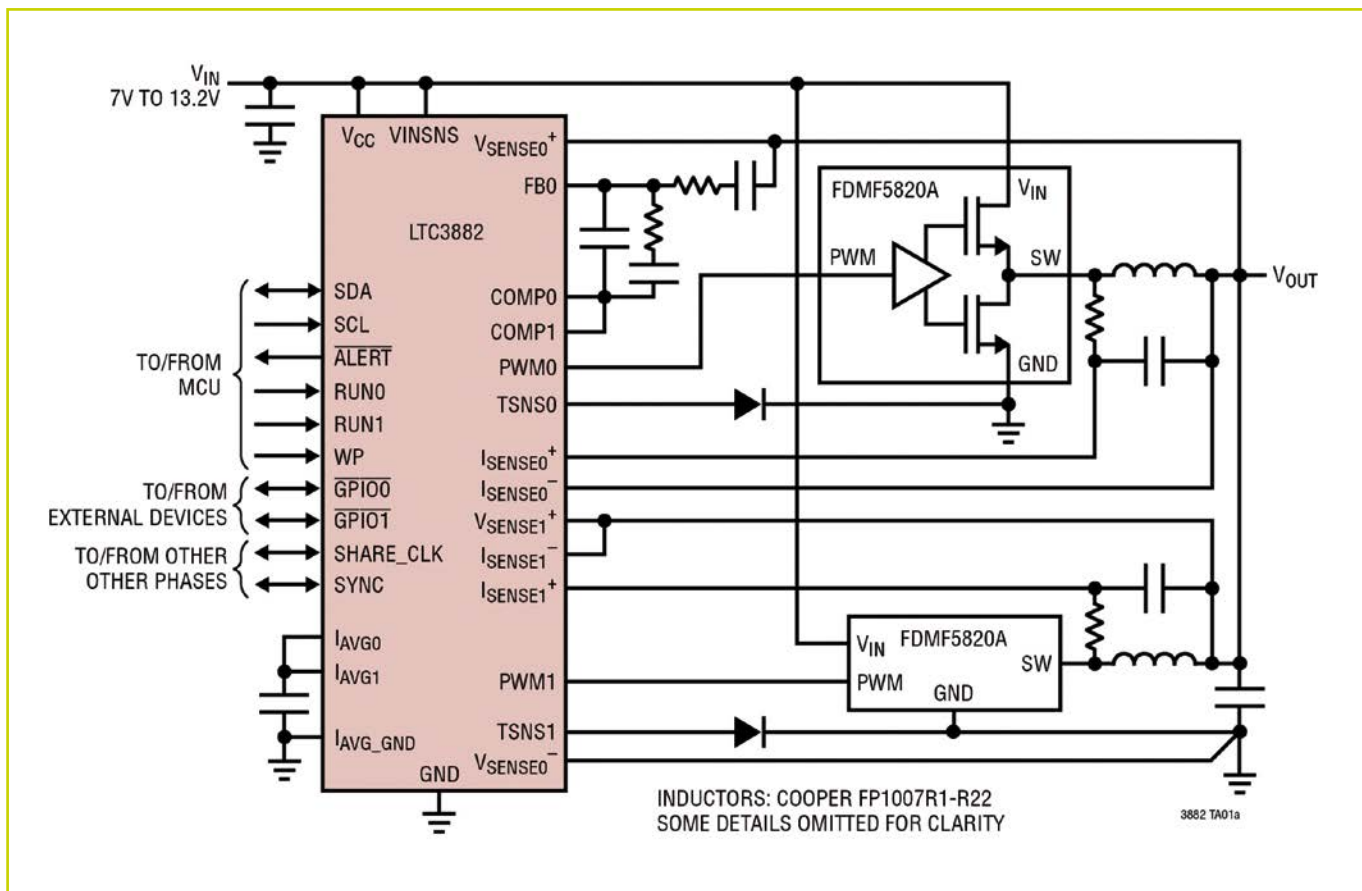 VIN
7V TO 13.2V
VCC
VINSNS
VSENSE0+
FB0
LTC3882
COMP0
COMP1
PWM0
TSNS0
ISENSE0+
ISENSE0−
VSENSE1+
ISENSE1−
ISENSE1+
PWM1
TSNS1
VSENSE0−
GND
TO/FROM
MCU
SDA
SCL
ALERT
RUN0
RUN1
WP
TO/FROM
EXTERNAL DEVICES
GPIO0
GPIO1
TO/FROM OTHER
OTHER PHASES
SHARE_CLK
SYNC
IAVG0
IAVG1
IAVG_GND
FDMF5820A
VIN
PWM
SW
GND
VOUT
FDMF5820A
VIN
SW
PWM
GND
INDUCTORS: COOPER FP1007R1-R22
SOME DETAILS OMITTED FOR CLARITY
3882 TA01a